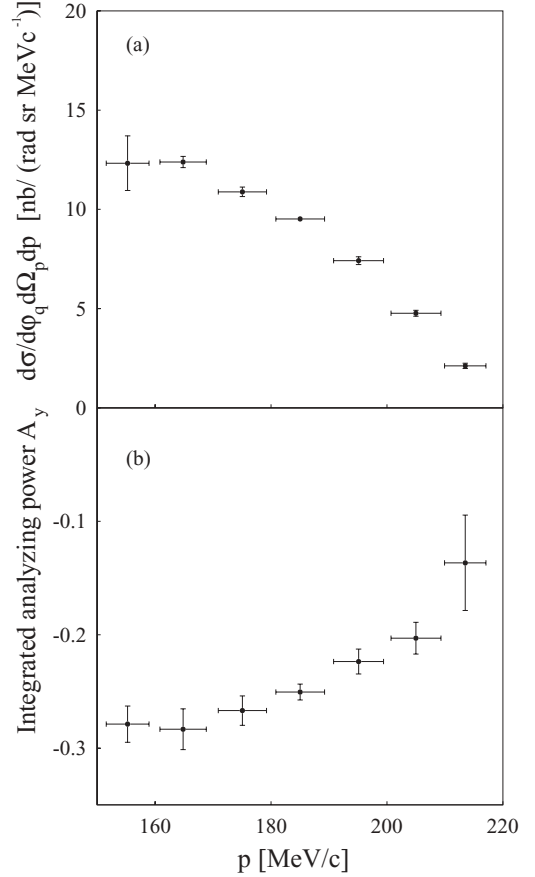 dσ/dφqdΩpdp [nb/ (rad sr MeVc⁻¹)]
20
(a)
15
10
5
0
Integrated analyzing power A_y
(b)
-0.1
-0.2
-0.3
160
180
200
220
p [MeV/c]